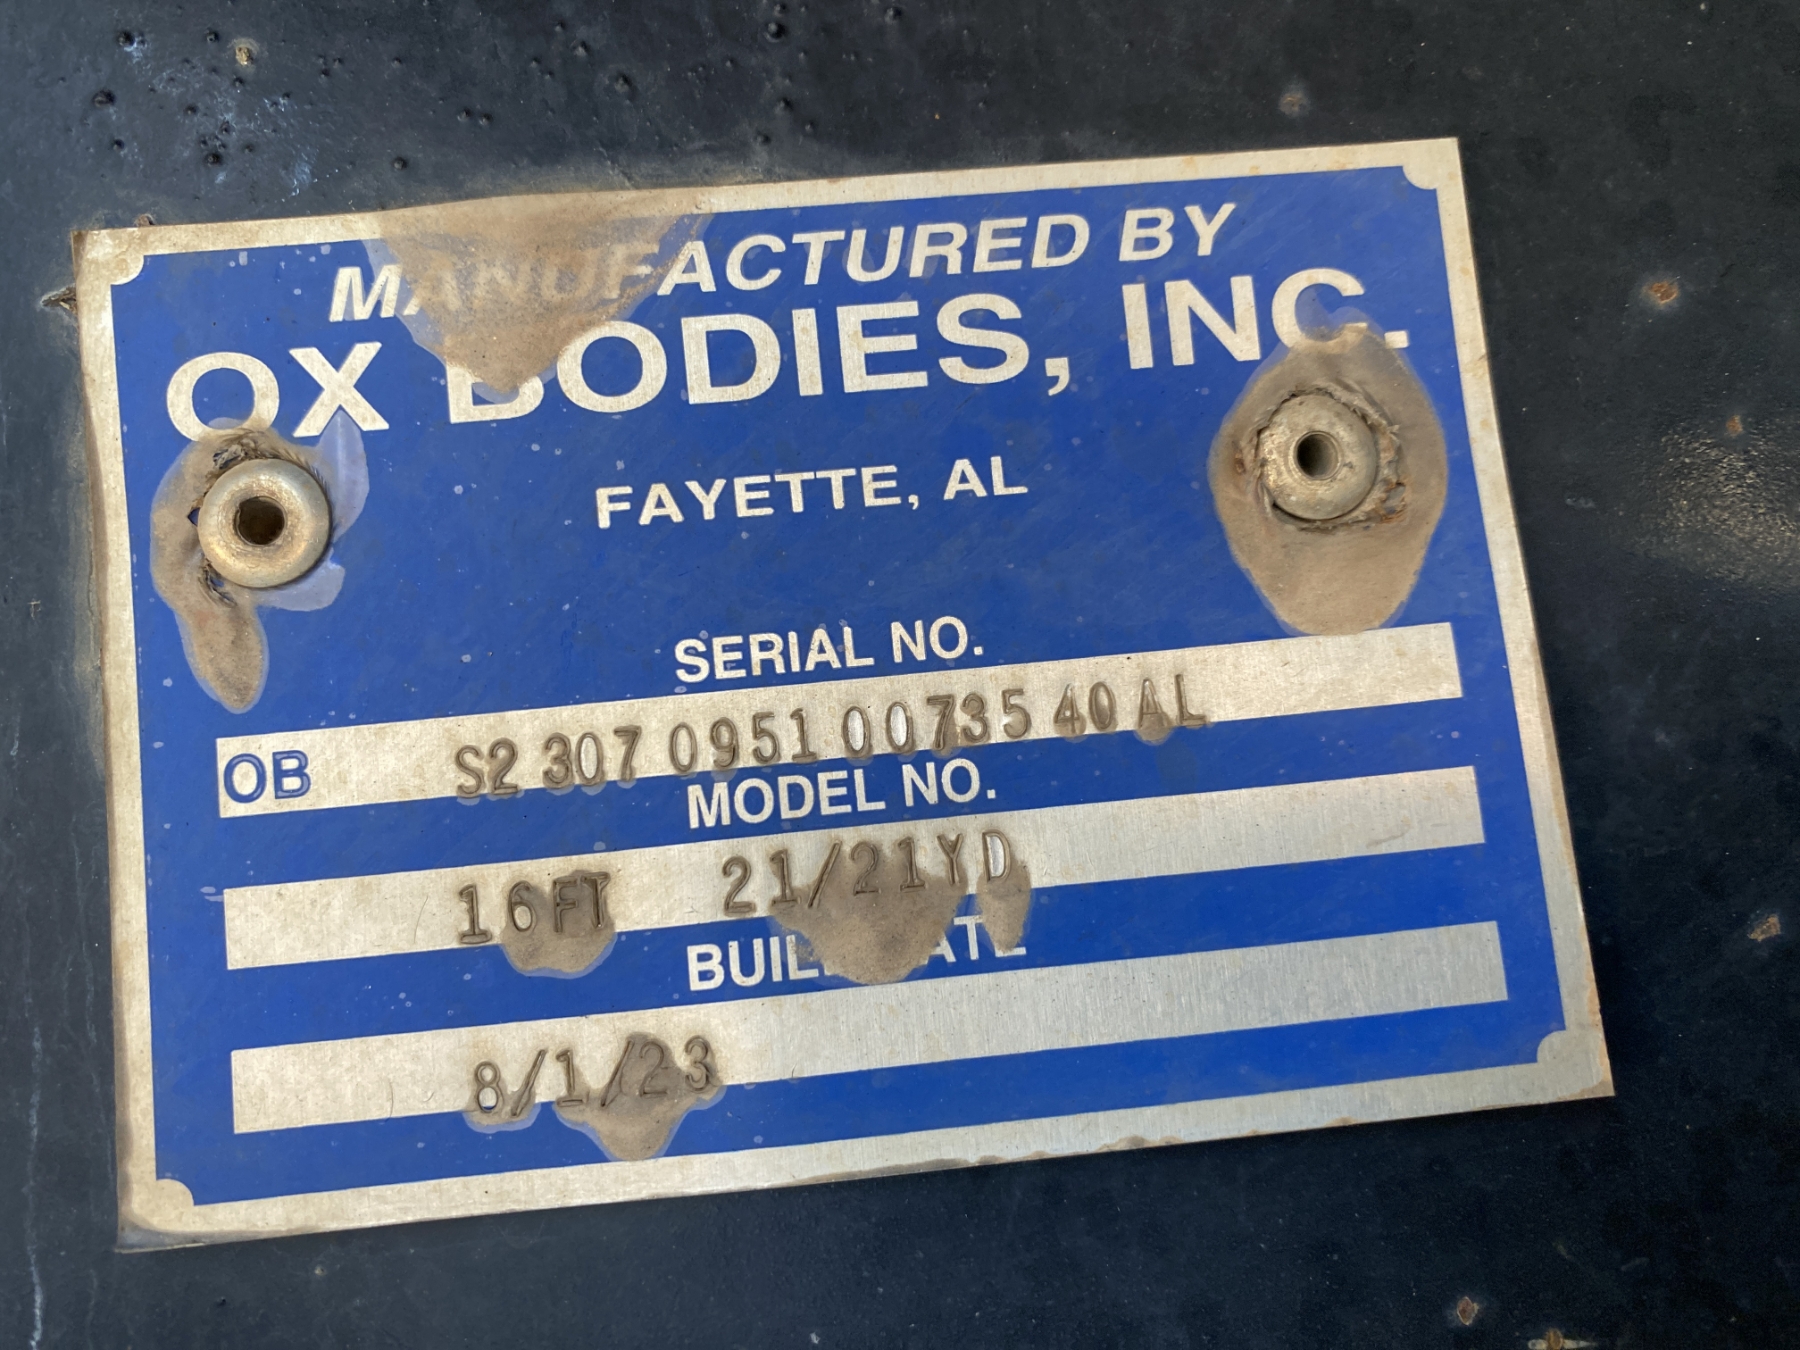 MANUFACTURED BY
OX BODIES, INC.
FAYETTE, AL
SERIAL NO.
OB S2 307 0951 00735 40 AL
MODEL NO.
16FT 21/21YD
BUILD DATE
8/1/23